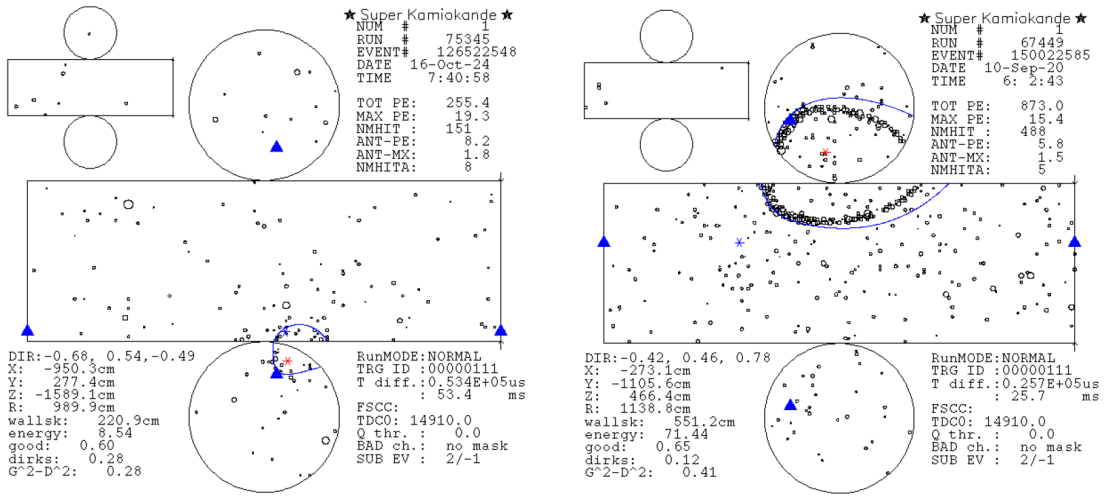 ★ Super Kamiokande ★
NUM # 1
RUN # 75345
EVENT# 126522548
DATE 16-Oct-24
TIME 7:40:58
TOT PE: 255.4
MAX PE: 19.3
NMHIT : 151
ANT-PE: 8.2
ANT-MX: 1.8
NMHITA: 8
DIR:-0.68, 0.54,-0.49
X: -950.3cm
Y: 277.4cm
Z: -1589.1cm
R: 989.9cm
wallsk: 220.9cm
energy: 8.54
good: 0.60
dirks: 0.28
G^2-D^2: 0.28
RunMODE:NORMAL
TRG ID :00000111
T diff.:0.534E+05us
: 53.4 ms
FSCC:
TDC0: 14910.0
Q thr. : 0.0
BAD ch.: no mask
SUB EV : 2/-1
★ Super Kamiokande ★
NUM # 1
RUN # 67449
EVENT# 150022585
DATE 10-Sep-20
TIME 6: 2:43
TOT PE: 873.0
MAX PE: 15.4
NMHIT : 488
ANT-PE: 5.8
ANT-MX: 1.5
NMHITA: 5
DIR:-0.42, 0.46, 0.78
X: -273.1cm
Y: -1105.6cm
Z: 466.4cm
R: 1138.8cm
wallsk: 551.2cm
energy: 71.44
good: 0.65
dirks: 0.12
G^2-D^2: 0.41
RunMODE:NORMAL
TRG ID :00000111
T diff.:0.257E+05us
: 25.7 ms
FSCC:
TDC0: 14910.0
Q thr. : 0.0
BAD ch.: no mask
SUB EV : 2/-1